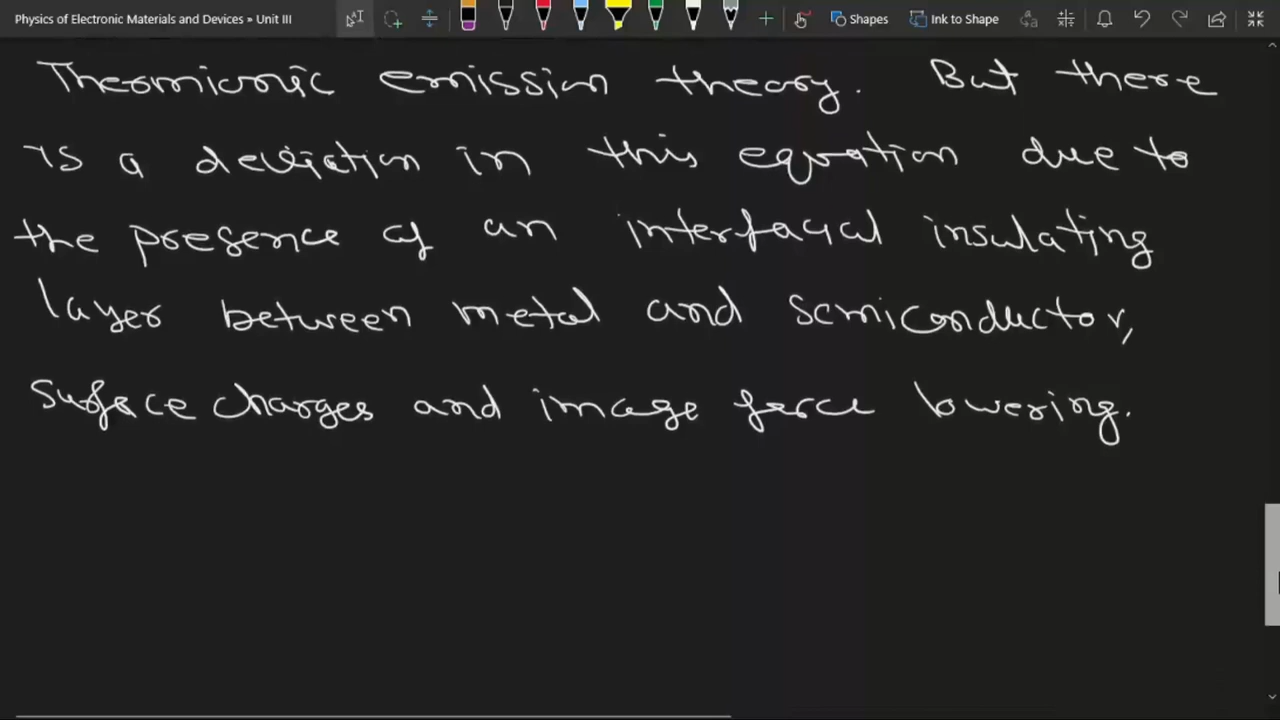 Physics of Electronic Materials and Devices » Unit III
Shapes
Ink to Shape
Thermionic emission theory. But there
is a deviation in this equation due to
the presence of an interfacial insulating
layer between metal and semiconductor,
surface charges and image force lowering.